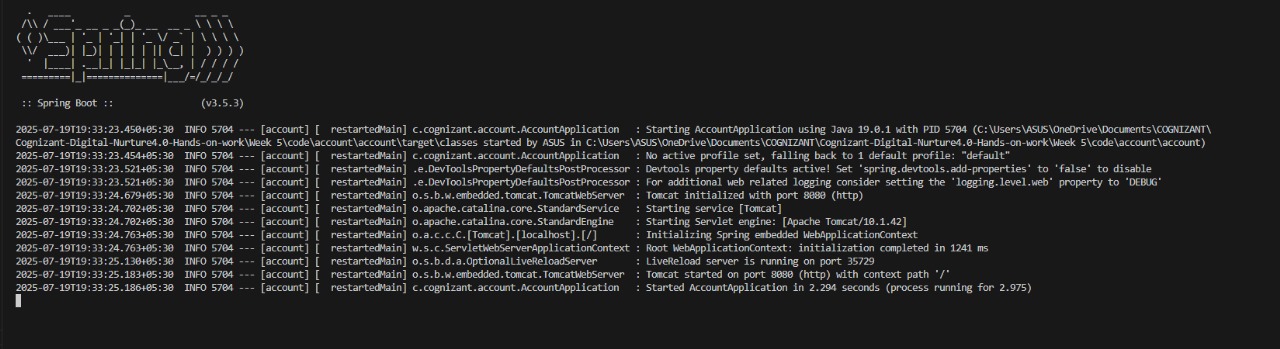 .   ____          _            __ _ _
 /\\ / ___'_ __ _ _(_)_ __  __ _ \ \ \ \
( ( )\___ | '_ | '_| | '_ \/ _` | \ \ \ \
 \\/  ___)| |_)| | | | | || (_| |  ) ) ) )
  '  |____| .__|_| |_|_| |_\__, | / / / /
 =========|_|==============|___/=/_/_/_/

 :: Spring Boot ::                (v3.5.3)

2025-07-19T19:33:23.450+05:30  INFO 5704 --- [account] [  restartedMain] c.cognizant.account.AccountApplication   : Starting AccountApplication using Java 19.0.1 with PID 5704 (C:\Users\ASUS\OneDrive\Documents\COGNIZANT\
Cognizant-Digital-Nurture4.0-Hands-on-work\Week 5\code\account\account\target\classes started by ASUS in C:\Users\ASUS\OneDrive\Documents\COGNIZANT\Cognizant-Digital-Nurture4.0-Hands-on-work\Week 5\code\account\account)
2025-07-19T19:33:23.454+05:30  INFO 5704 --- [account] [  restartedMain] c.cognizant.account.AccountApplication   : No active profile set, falling back to 1 default profile: "default"
2025-07-19T19:33:23.521+05:30  INFO 5704 --- [account] [  restartedMain] .e.DevToolsPropertyDefaultsPostProcessor : Devtools property defaults active! Set 'spring.devtools.add-properties' to 'false' to disable
2025-07-19T19:33:23.521+05:30  INFO 5704 --- [account] [  restartedMain] .e.DevToolsPropertyDefaultsPostProcessor : For additional web related logging consider setting the 'logging.level.web' property to 'DEBUG'
2025-07-19T19:33:24.679+05:30  INFO 5704 --- [account] [  restartedMain] o.s.b.w.embedded.tomcat.TomcatWebServer  : Tomcat initialized with port 8080 (http)
2025-07-19T19:33:24.702+05:30  INFO 5704 --- [account] [  restartedMain] o.apache.catalina.core.StandardService   : Starting service [Tomcat]
2025-07-19T19:33:24.702+05:30  INFO 5704 --- [account] [  restartedMain] o.apache.catalina.core.StandardEngine    : Starting Servlet engine: [Apache Tomcat/10.1.42]
2025-07-19T19:33:24.763+05:30  INFO 5704 --- [account] [  restartedMain] o.a.c.c.C.[Tomcat].[localhost].[/]       : Initializing Spring embedded WebApplicationContext
2025-07-19T19:33:24.763+05:30  INFO 5704 --- [account] [  restartedMain] w.s.c.ServletWebServerApplicationContext : Root WebApplicationContext: initialization completed in 1241 ms
2025-07-19T19:33:25.130+05:30  INFO 5704 --- [account] [  restartedMain] o.s.b.d.a.OptionalLiveReloadServer       : LiveReload server is running on port 35729
2025-07-19T19:33:25.183+05:30  INFO 5704 --- [account] [  restartedMain] o.s.b.w.embedded.tomcat.TomcatWebServer  : Tomcat started on port 8080 (http) with context path '/'
2025-07-19T19:33:25.186+05:30  INFO 5704 --- [account] [  restartedMain] c.cognizant.account.AccountApplication   : Started AccountApplication in 2.294 seconds (process running for 2.975)